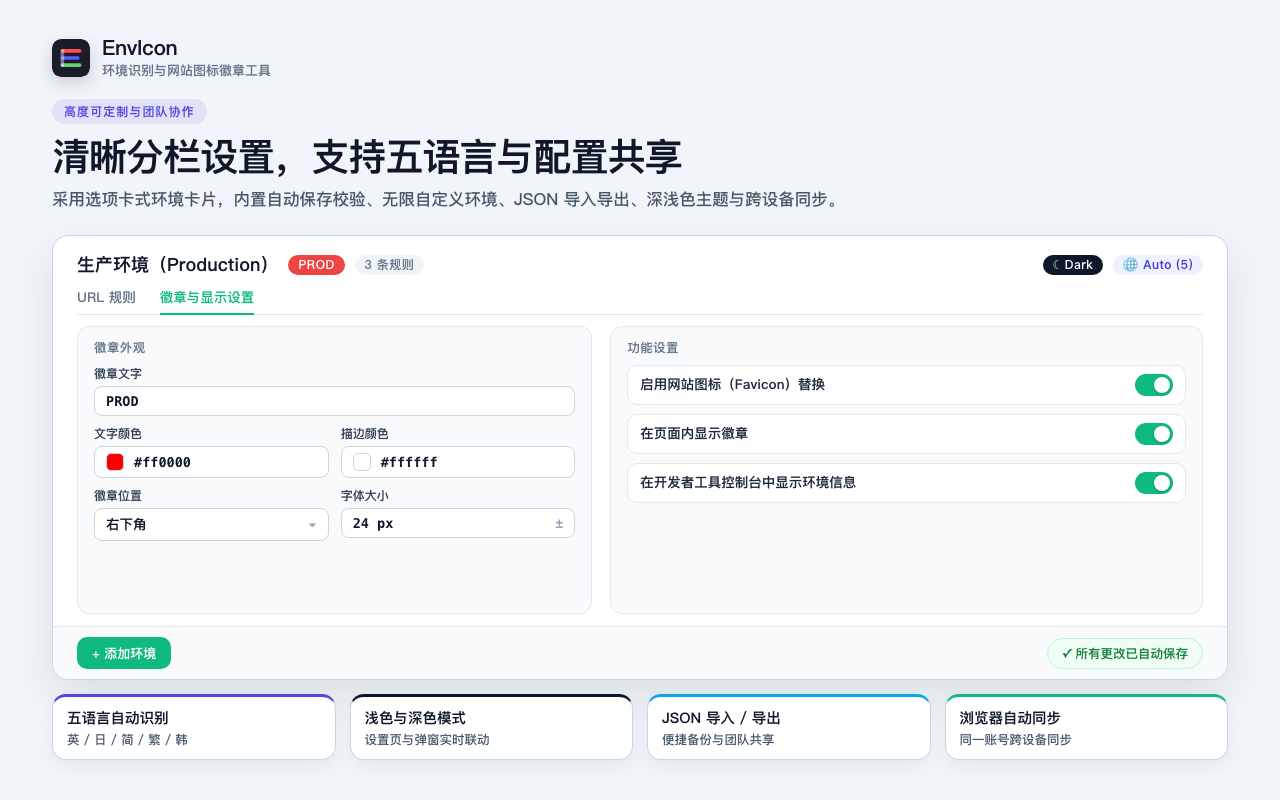 EnvIcon
环境识别与网站图标徽章工具
高度可定制与团队协作
清晰分栏设置，支持五语言与配置共享
采用选项卡式环境卡片，内置自动保存校验、无限自定义环境、JSON 导入导出、深浅色主题与跨设备同步。
生产环境（Production） PROD 3 条规则 ☾ Dark 🌐 Auto (5)
URL 规则 徽章与显示设置
徽章外观
徽章文字
PROD
文字颜色 描边颜色
#ff0000 #ffffff
徽章位置 字体大小
右下角 24 px ±
功能设置
启用网站图标（Favicon）替换
在页面内显示徽章
在开发者工具控制台中显示环境信息
+ 添加环境 ✓ 所有更改已自动保存
五语言自动识别
英 / 日 / 简 / 繁 / 韩
浅色与深色模式
设置页与弹窗实时联动
JSON 导入 / 导出
便捷备份与团队共享
浏览器自动同步
同一账号跨设备同步